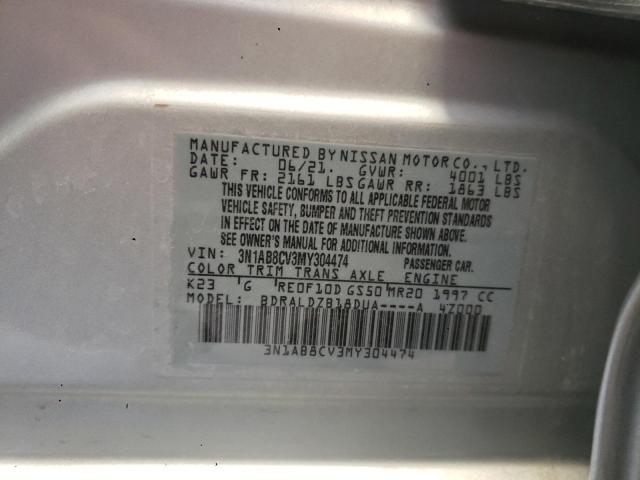 MANUFACTURED BY NISSAN MOTOR CO., LTD.
DATE: 06/21. GVWR: 4001 LBS
GAWR FR: 2161 LBS GAWR RR: 1863 LBS
THIS VEHICLE CONFORMS TO ALL APPLICABLE FEDERAL MOTOR
VEHICLE SAFETY, BUMPER AND THEFT PREVENTION STANDARDS
IN EFFECT ON THE DATE OF MANUFACTURE SHOWN ABOVE.
SEE OWNER'S MANUAL FOR ADDITIONAL INFORMATION.
VIN: 3N1AB8CV3MY304474 PASSENGER CAR.
COLOR TRIM TRANS AXLE ENGINE
K23 G RE0F10D GS50 MR20 1997 CC
MODEL: BDRALDZB18DUA----A 4Z000
3N1AB8CV3MY304474